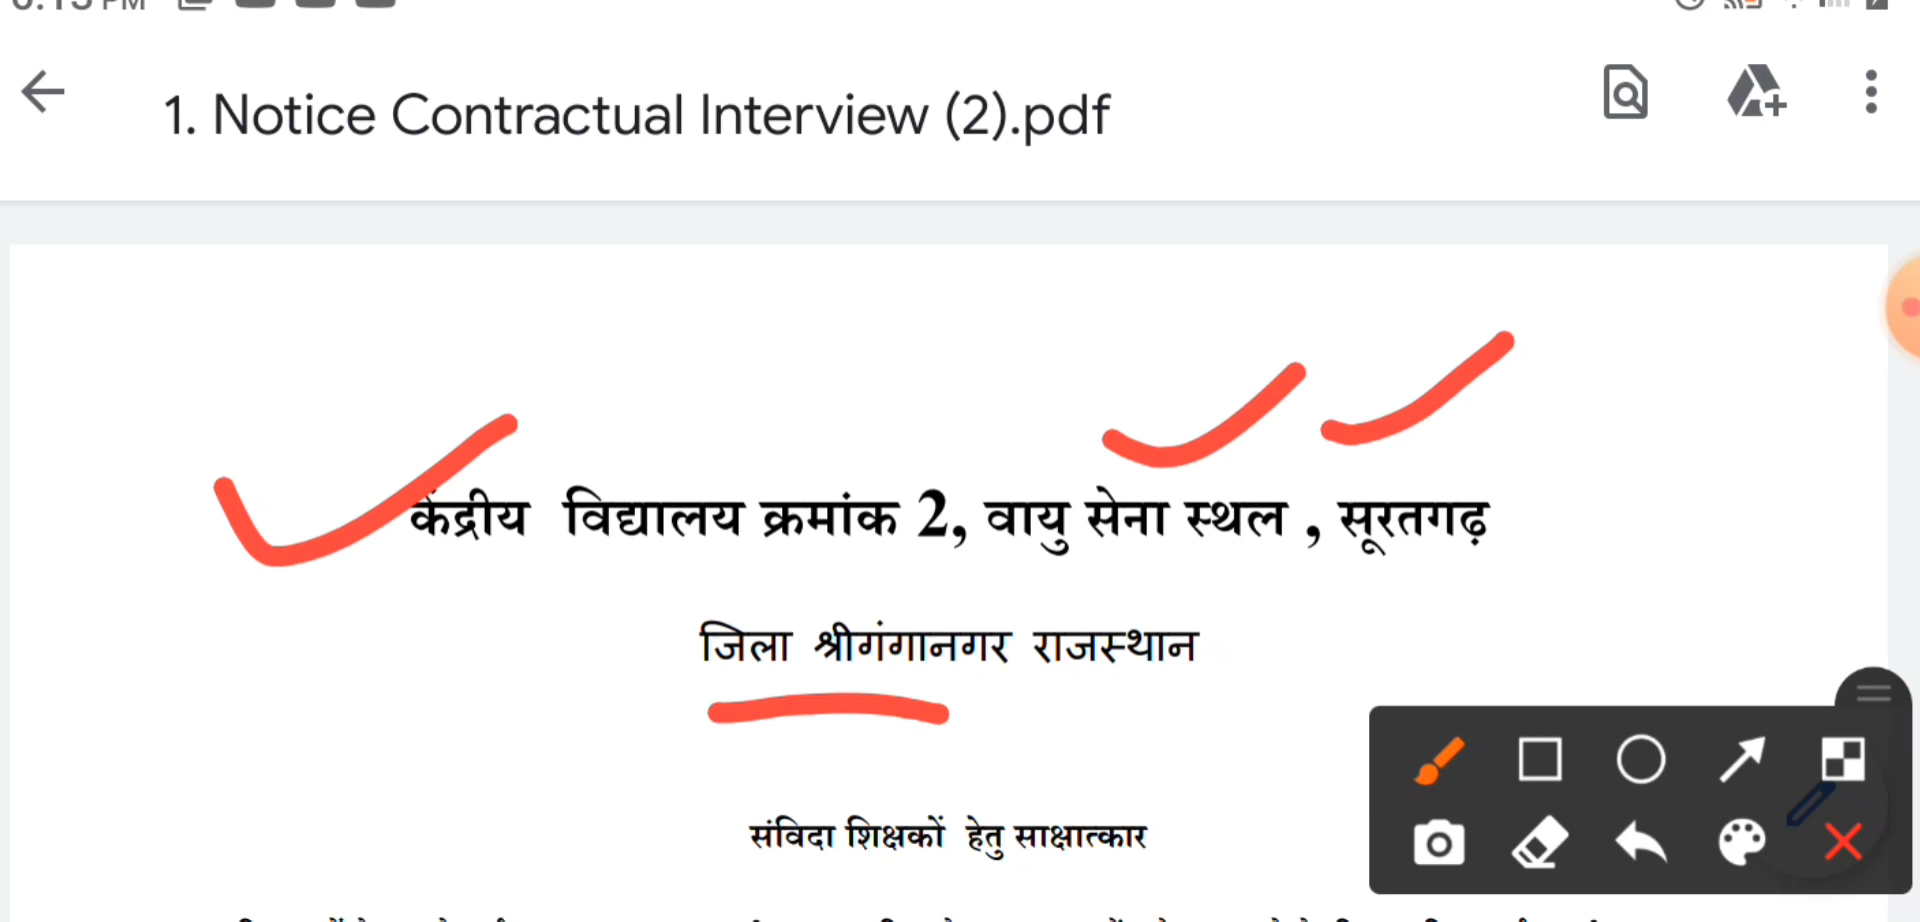 1. Notice Contractual Interview (2).pdf
केंद्रीय विद्यालय क्रमांक 2, वायु सेना स्थल , सूरतगढ़
जिला श्रीगंगानगर राजस्थान
संविदा शिक्षकों हेतु साक्षात्कार